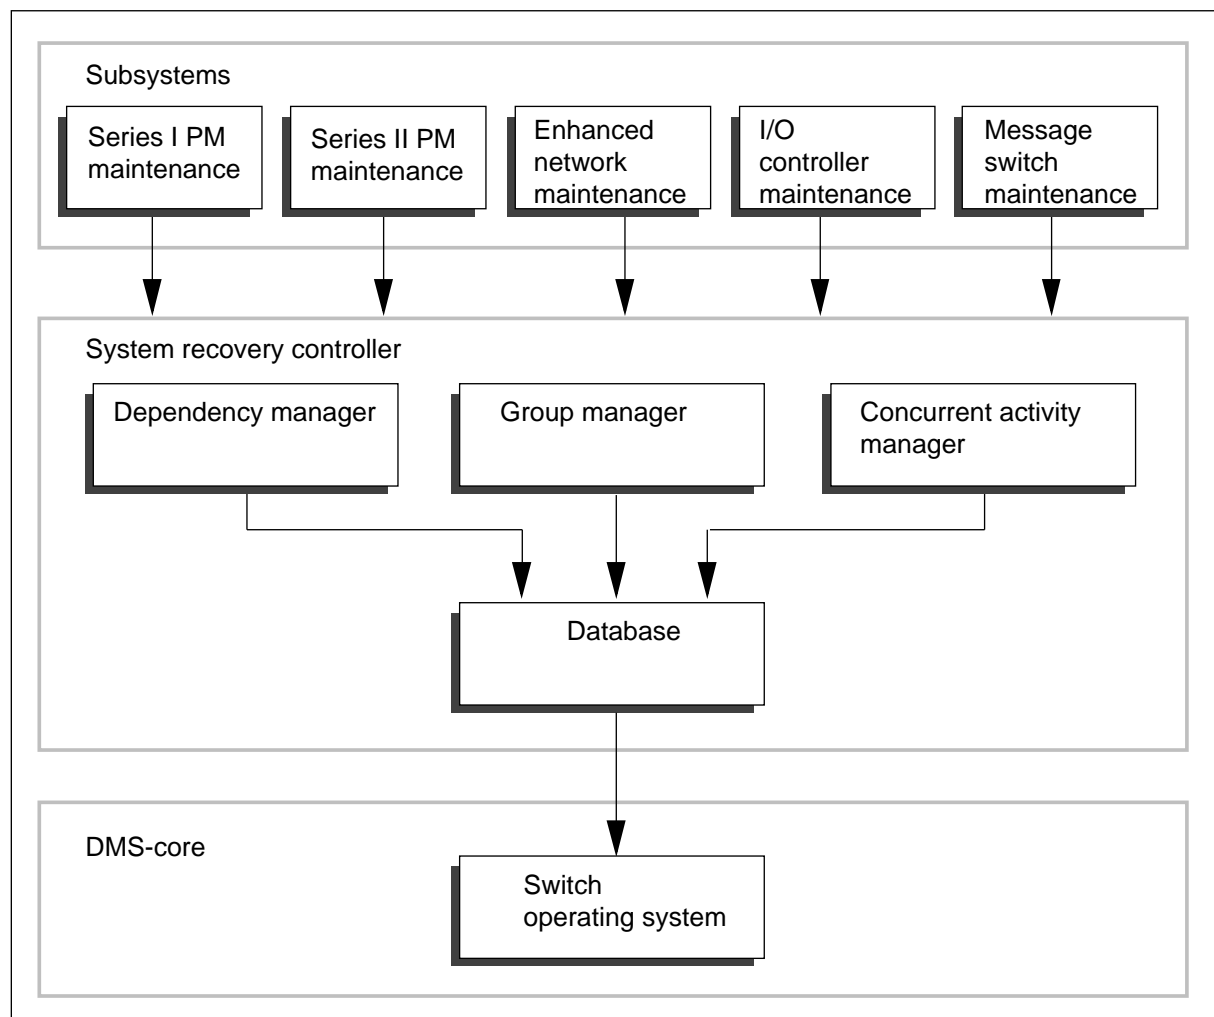 Subsystems
Series I PM
maintenance
Series II PM
maintenance
Enhanced
network
maintenance
I/O
controller
maintenance
Message
switch
maintenance
System recovery controller
Dependency manager
Group manager
Concurrent activity
manager
Database
DMS-core
Switch
operating system